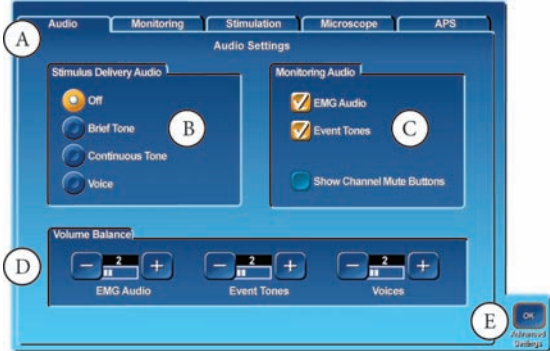 Audio Monitoring Stimulation Microscope APS
A
Audio Settings
Stimulus Delivery Audio
Off
Brief Tone
Continuous Tone
Voice
B
Monitoring Audio
EMG Audio
Event Tones
Show Channel Mute Buttons
C
Volume Balance
D
2 2 2
EMG Audio Event Tones Voices
E
OK
Advanced
Settings